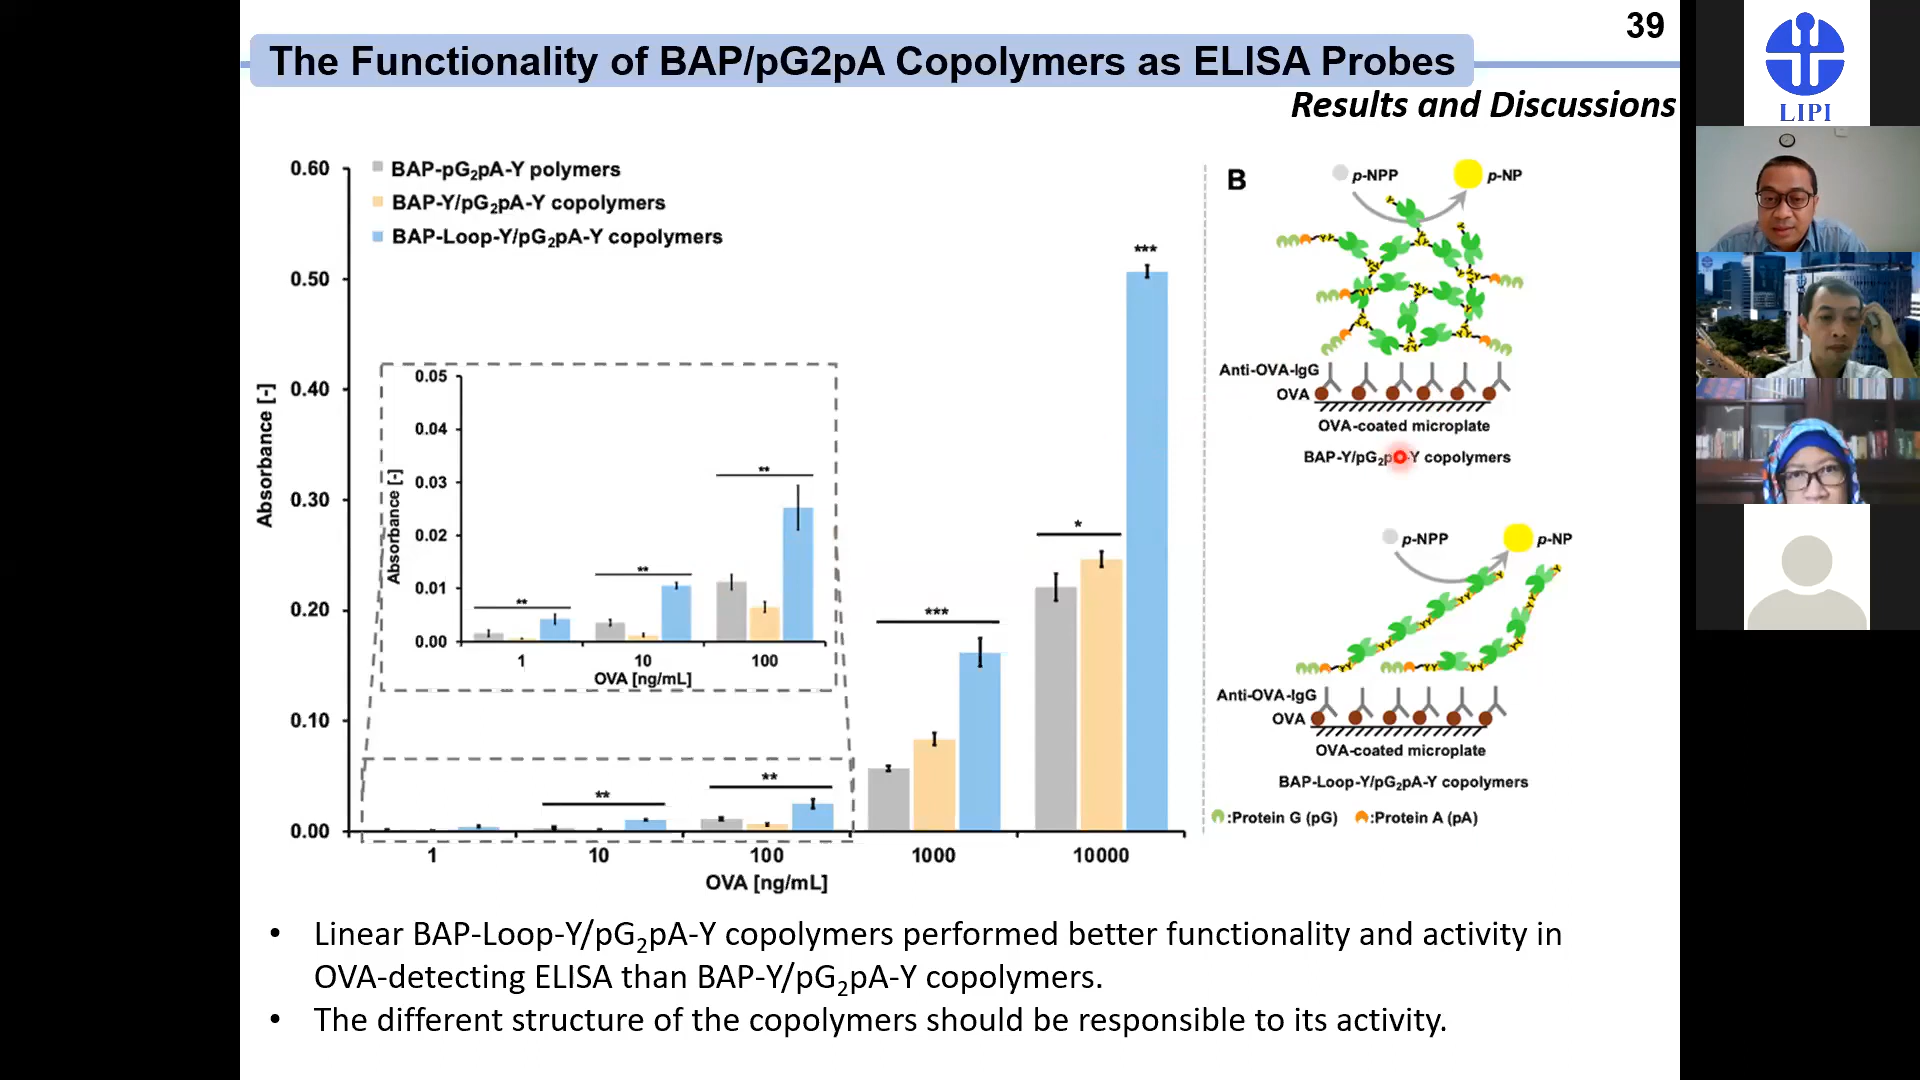 39
The Functionality of BAP/pG2pA Copolymers as ELISA Probes
Results and Discussions
LIPI
0.60
0.50
0.40
0.30
0.20
0.10
0.00
Absorbance [-]
BAP-pG₂pA-Y polymers
BAP-Y/pG₂pA-Y copolymers
BAP-Loop-Y/pG₂pA-Y copolymers
0.05
0.04
0.03
0.02
0.01
0.00
Absorbance [-]
**
**
**
1 10 100
OVA [ng/mL]
**
**
***
*
***
1 10 100 1000 10000
OVA [ng/mL]
B
p-NPP p-NP
Anti-OVA-IgG
OVA
OVA-coated microplate
BAP-Y/pG₂p -Y copolymers
p-NPP p-NP
Anti-OVA-IgG
OVA
OVA-coated microplate
BAP-Loop-Y/pG₂pA-Y copolymers
:Protein G (pG) :Protein A (pA)
• Linear BAP-Loop-Y/pG₂pA-Y copolymers performed better functionality and activity in
OVA-detecting ELISA than BAP-Y/pG₂pA-Y copolymers.
• The different structure of the copolymers should be responsible to its activity.